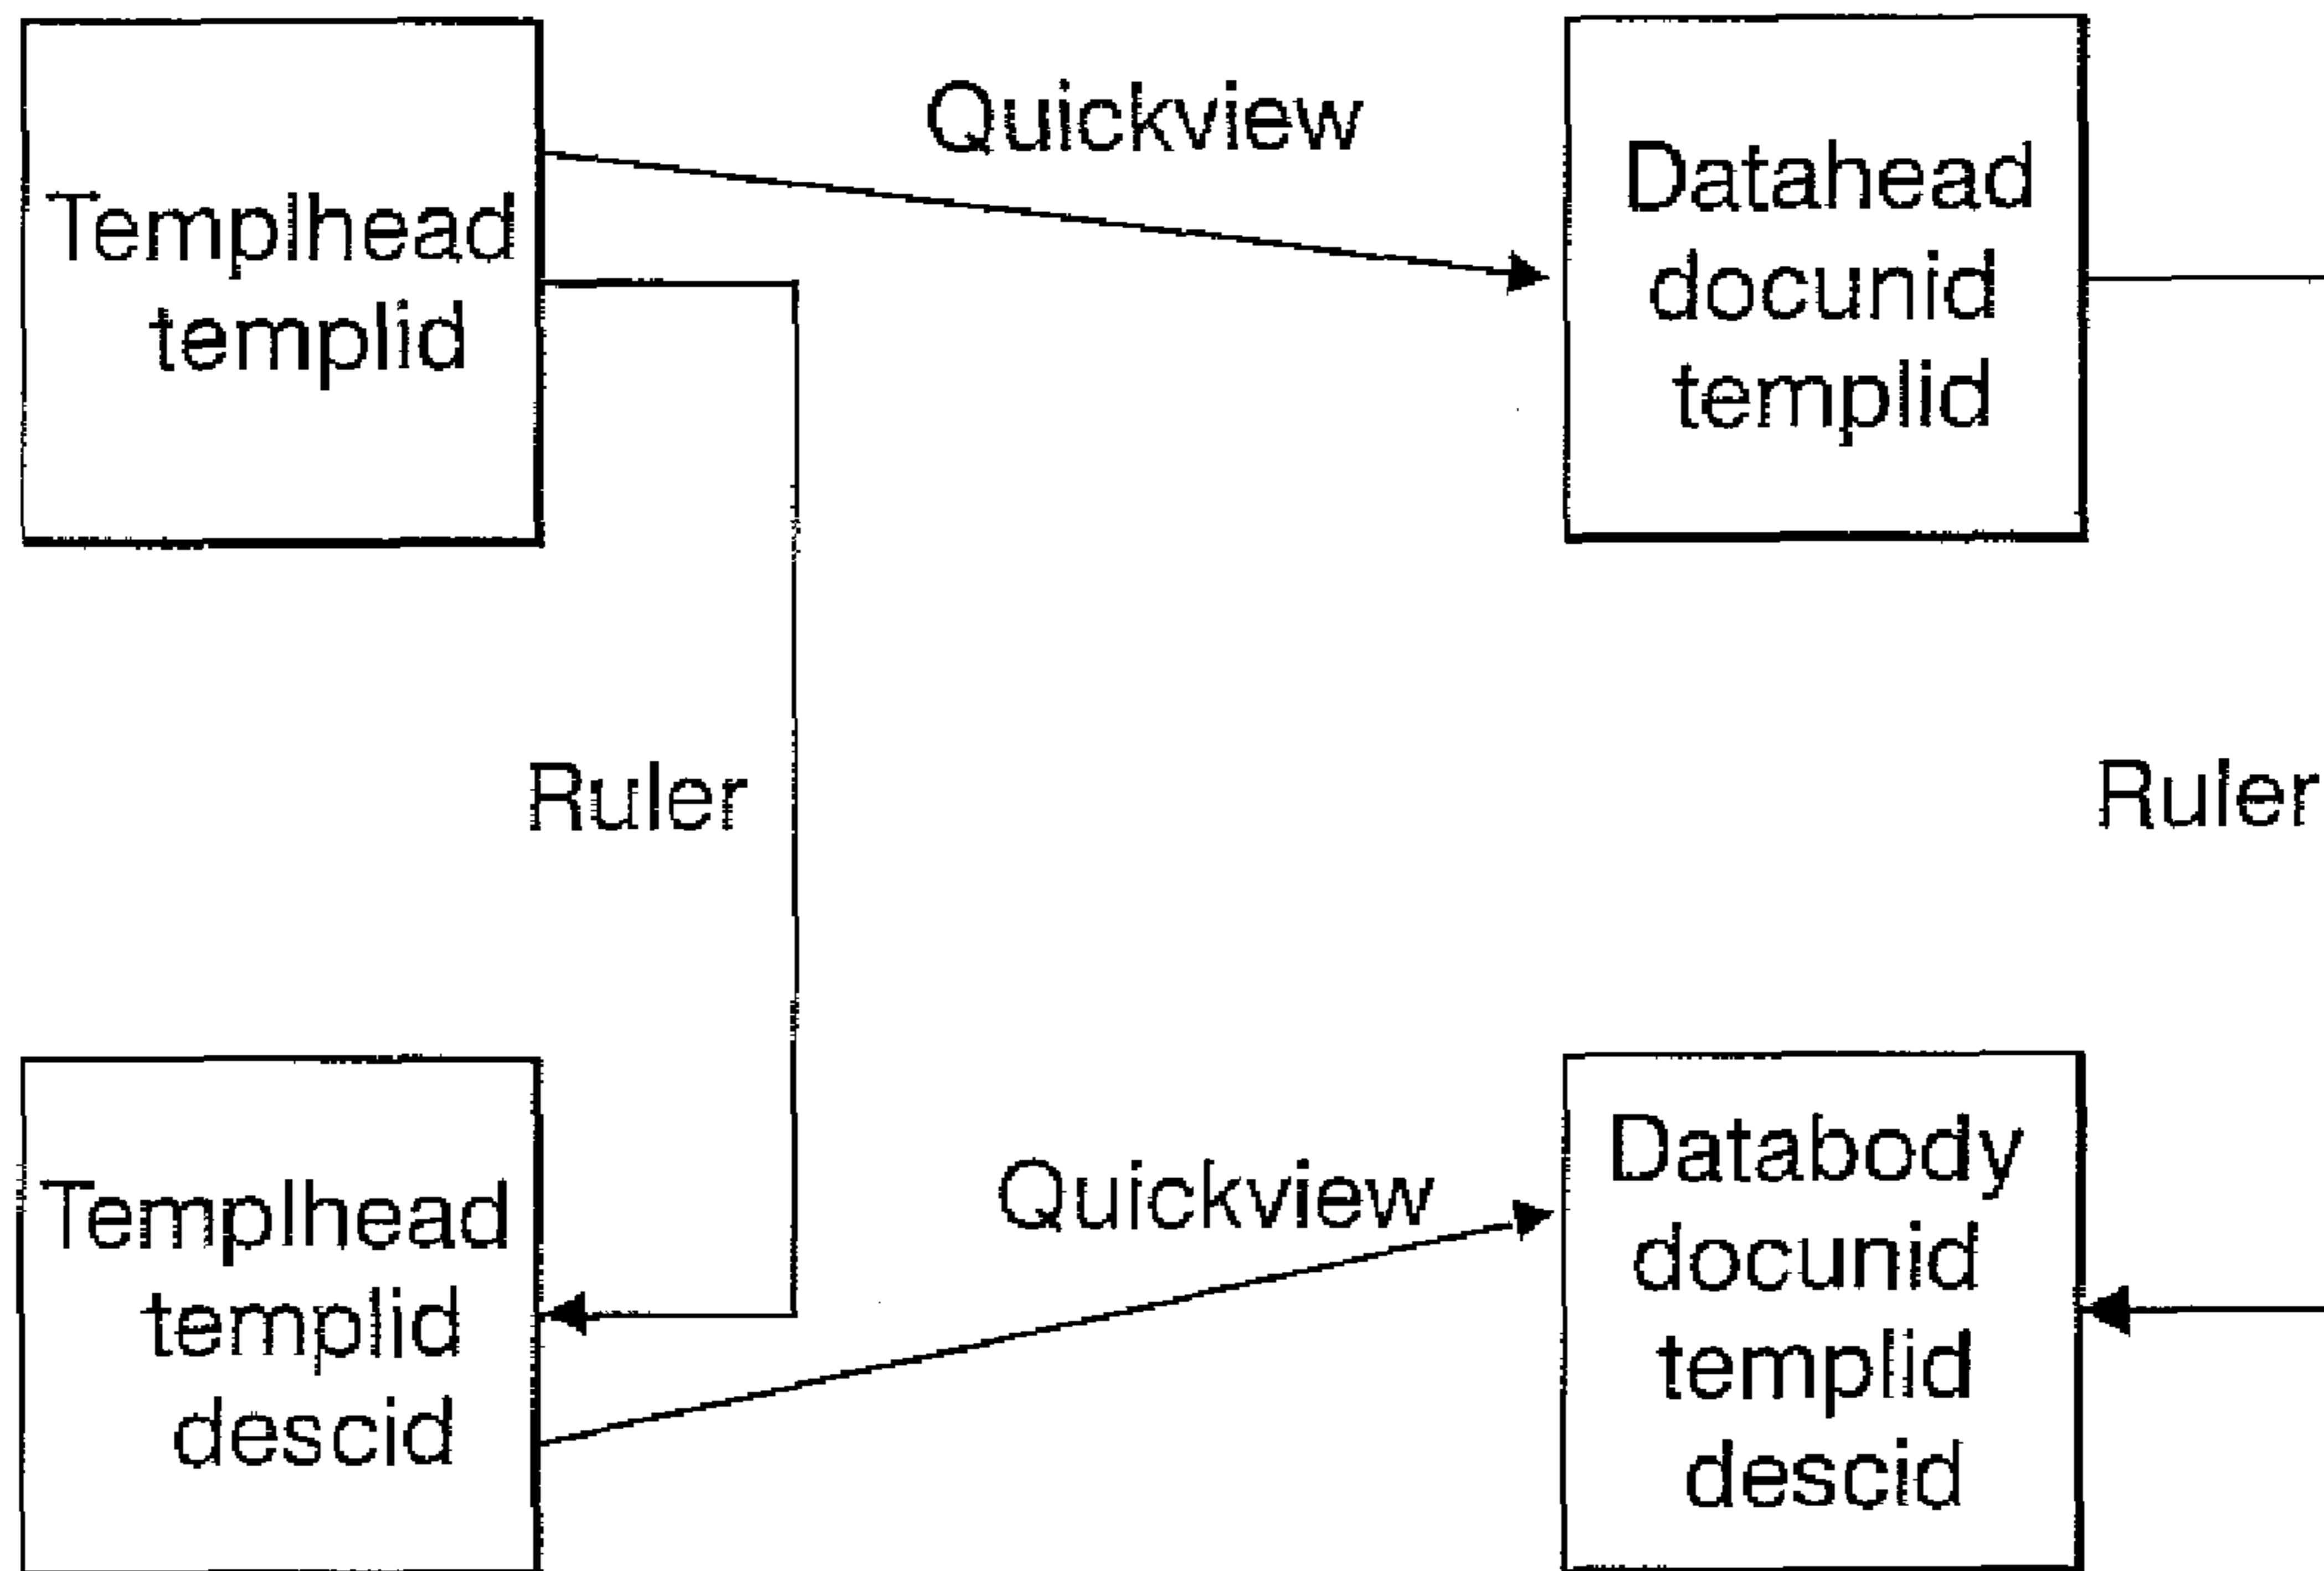 Templhead
templid
Quickview
Datahead
docunid
templid
Ruler
Ruler
Templhead
templid
descid
Quickview
Databody
docunid
templid
descid